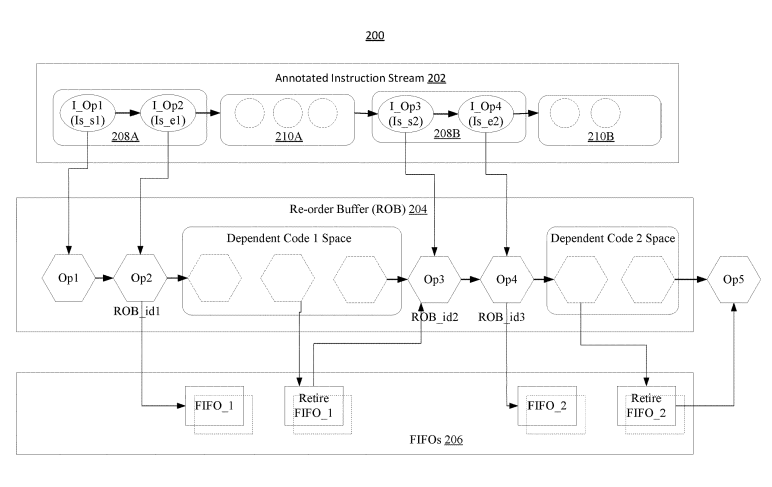 200
Annotated Instruction Stream 202
I_Op1
(Is_s1)
I_Op2
(Is_e1)
208A
210A
I_Op3
(Is_s2)
I_Op4
(Is_e2)
208B
210B
Re-order Buffer (ROB) 204
Dependent Code 1 Space
Dependent Code 2 Space
Op1
Op2
Op3
Op4
Op5
ROB_id1
ROB_id2
ROB_id3
FIFO_1
Retire
FIFO_1
FIFO_2
Retire
FIFO_2
FIFOs 206